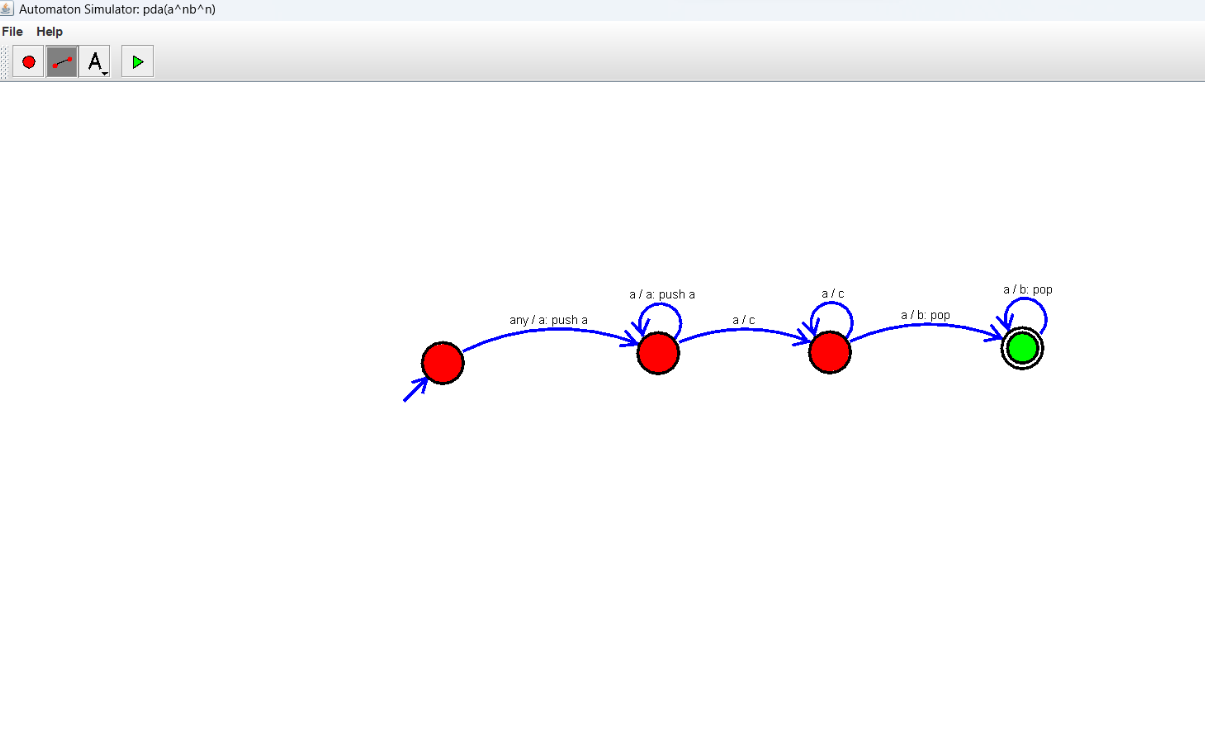 Automaton Simulator: pda(a^nb^n)
File Help
A
a / a: push a
a / c
a / b: pop
any / a: push a
a / c
a / b: pop